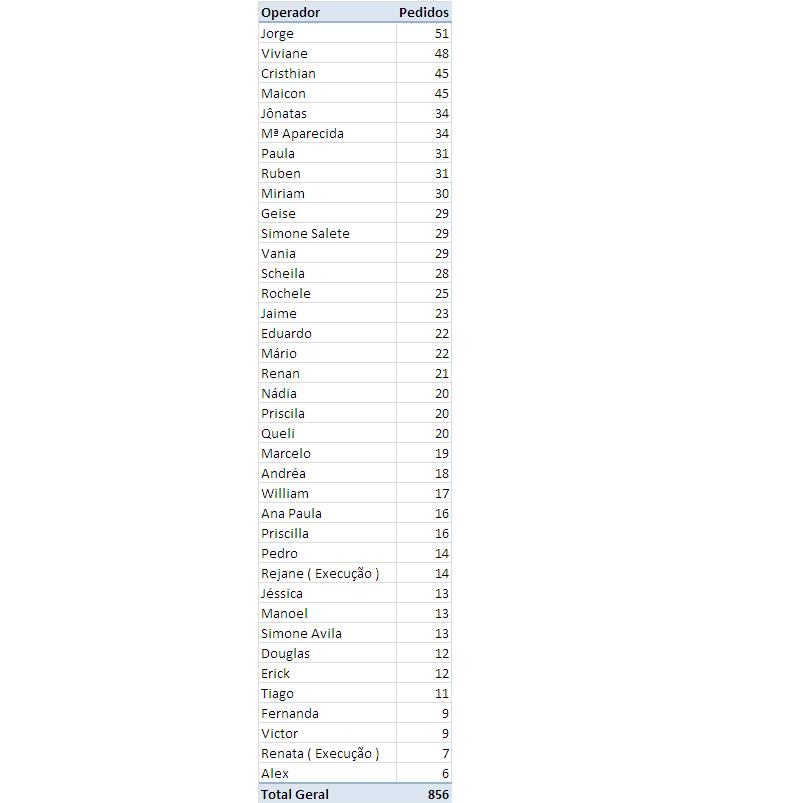 Operador Pedidos
Jorge 51
Viviane 48
Cristhian 45
Maicon 45
Jônatas 34
Mª Aparecida 34
Paula 31
Ruben 31
Miriam 30
Geise 29
Simone Salete 29
Vania 29
Scheila 28
Rochele 25
Jaime 23
Eduardo 22
Mário 22
Renan 21
Nádia 20
Priscila 20
Queli 20
Marcelo 19
Andréa 18
William 17
Ana Paula 16
Priscilla 16
Pedro 14
Rejane ( Execução ) 14
Jéssica 13
Manoel 13
Simone Avila 13
Douglas 12
Erick 12
Tiago 11
Fernanda 9
Victor 9
Renata ( Execução ) 7
Alex 6
Total Geral 856